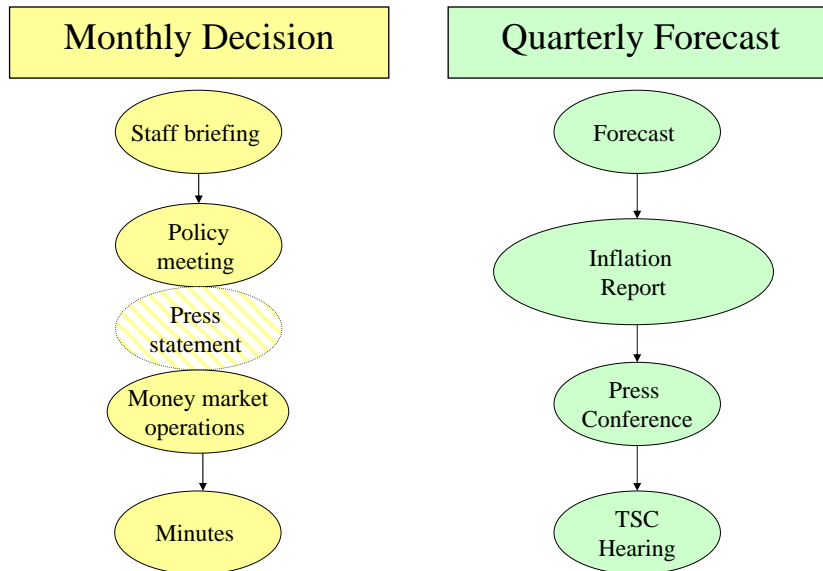 Monthly Decision
Staff briefing
Policy
meeting
Press
statement
Money market
operations
Minutes
Quarterly Forecast
Forecast
Inflation
Report
Press
Conference
TSC
Hearing